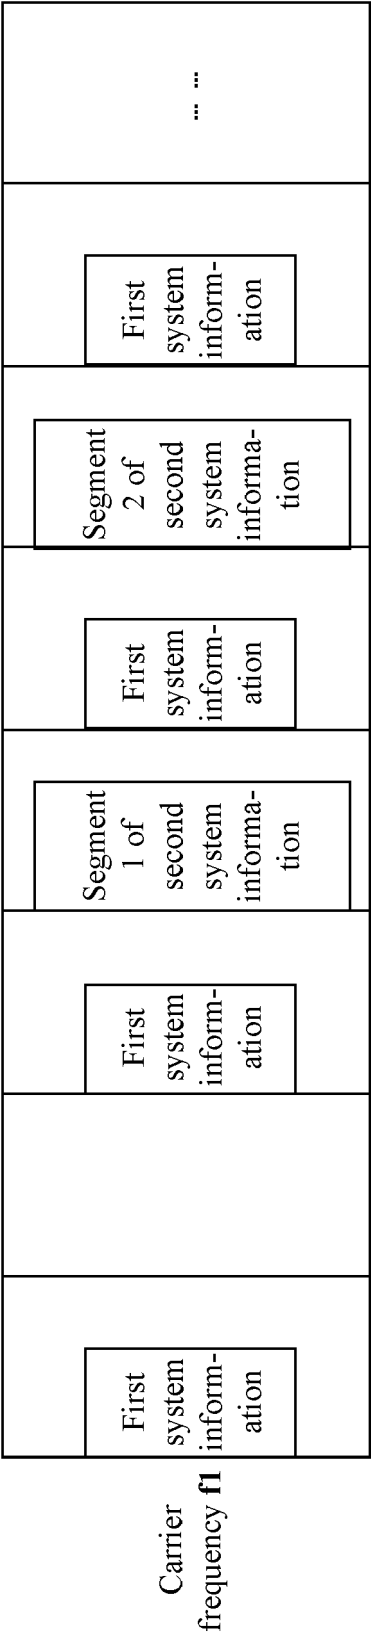 Carrier
frequency f1
First
system
inform-
ation
First
system
inform-
ation
Segment
1 of
second
system
informa-
tion
First
system
inform-
ation
Segment
2 of
second
system
informa-
tion
First
system
inform-
ation
... ...